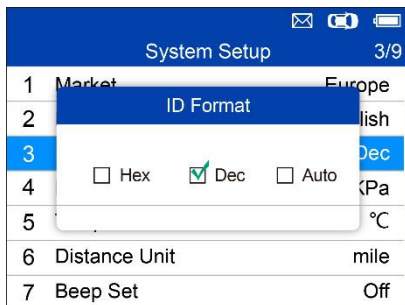 System Setup 3/9
1 Market Europe
ID Format
2 lish
3 Dec
Hex Dec Auto
4 KPa
5 ℃
6 Distance Unit mile
7 Beep Set Off